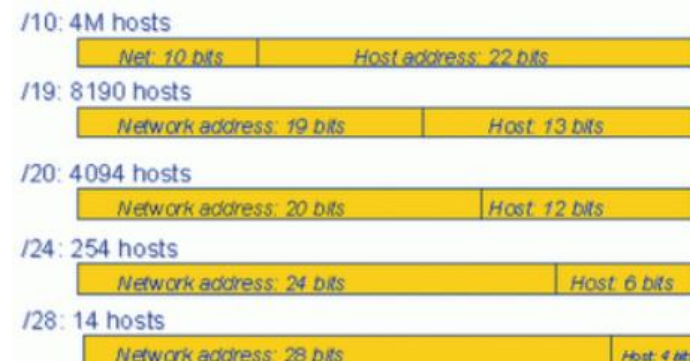 /10: 4M hosts
Net: 10 bits Host address: 22 bits
/19: 8190 hosts
Network address: 19 bits Host: 13 bits
/20: 4094 hosts
Network address: 20 bits Host: 12 bits
/24: 254 hosts
Network address: 24 bits Host: 6 bits
/28: 14 hosts
Network address: 28 bits Host: 4